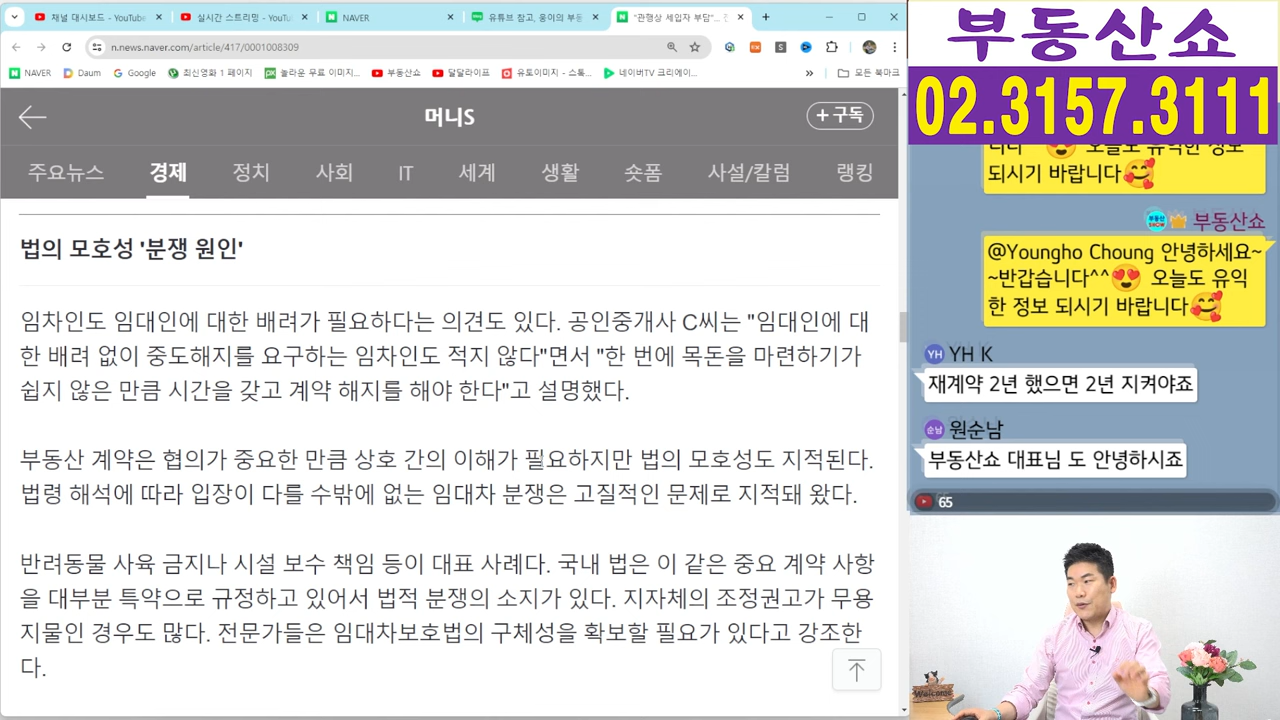 채널 대시보드 - YouTube
실시간 스트리밍 - YouTu
NAVER
유튜브 참고, 웅이의 부동
"관행상 세입자 부담"...
n.news.naver.com/article/417/0001008309
NAVER
Daum
Google
최신영화 1 페이지
놀라운 무료 이미지...
부동산쇼
달달라이프
유토이미지 - 스톡...
네이버TV 크리에이...
모든 북마크
머니S
+ 구독
주요뉴스 경제 정치 사회 IT 세계 생활 숏폼 사설/칼럼 랭킹
법의 모호성 '분쟁 원인'
임차인도 임대인에 대한 배려가 필요하다는 의견도 있다. 공인중개사 C씨는 "임대인에 대
한 배려 없이 중도해지를 요구하는 임차인도 적지 않다"면서 "한 번에 목돈을 마련하기가
쉽지 않은 만큼 시간을 갖고 계약 해지를 해야 한다"고 설명했다.
부동산 계약은 협의가 중요한 만큼 상호 간의 이해가 필요하지만 법의 모호성도 지적된다.
법령 해석에 따라 입장이 다를 수밖에 없는 임대차 분쟁은 고질적인 문제로 지적돼 왔다.
반려동물 사육 금지나 시설 보수 책임 등이 대표 사례다. 국내 법은 이 같은 중요 계약 사항
을 대부분 특약으로 규정하고 있어서 법적 분쟁의 소지가 있다. 지자체의 조정권고가 무용
지물인 경우도 많다. 전문가들은 임대차보호법의 구체성을 확보할 필요가 있다고 강조한
다.
부동산쇼
02.3157.3111
오늘도 유익한 정보
되시기 바랍니다
부동산쇼
@Youngho Choung 안녕하세요~
~반갑습니다^^ 오늘도 유익
한 정보 되시기 바랍니다
YH YH K
재계약 2년 했으면 2년 지켜야죠
순남 원순남
부동산쇼 대표님 도 안녕하시죠
65
Welcome